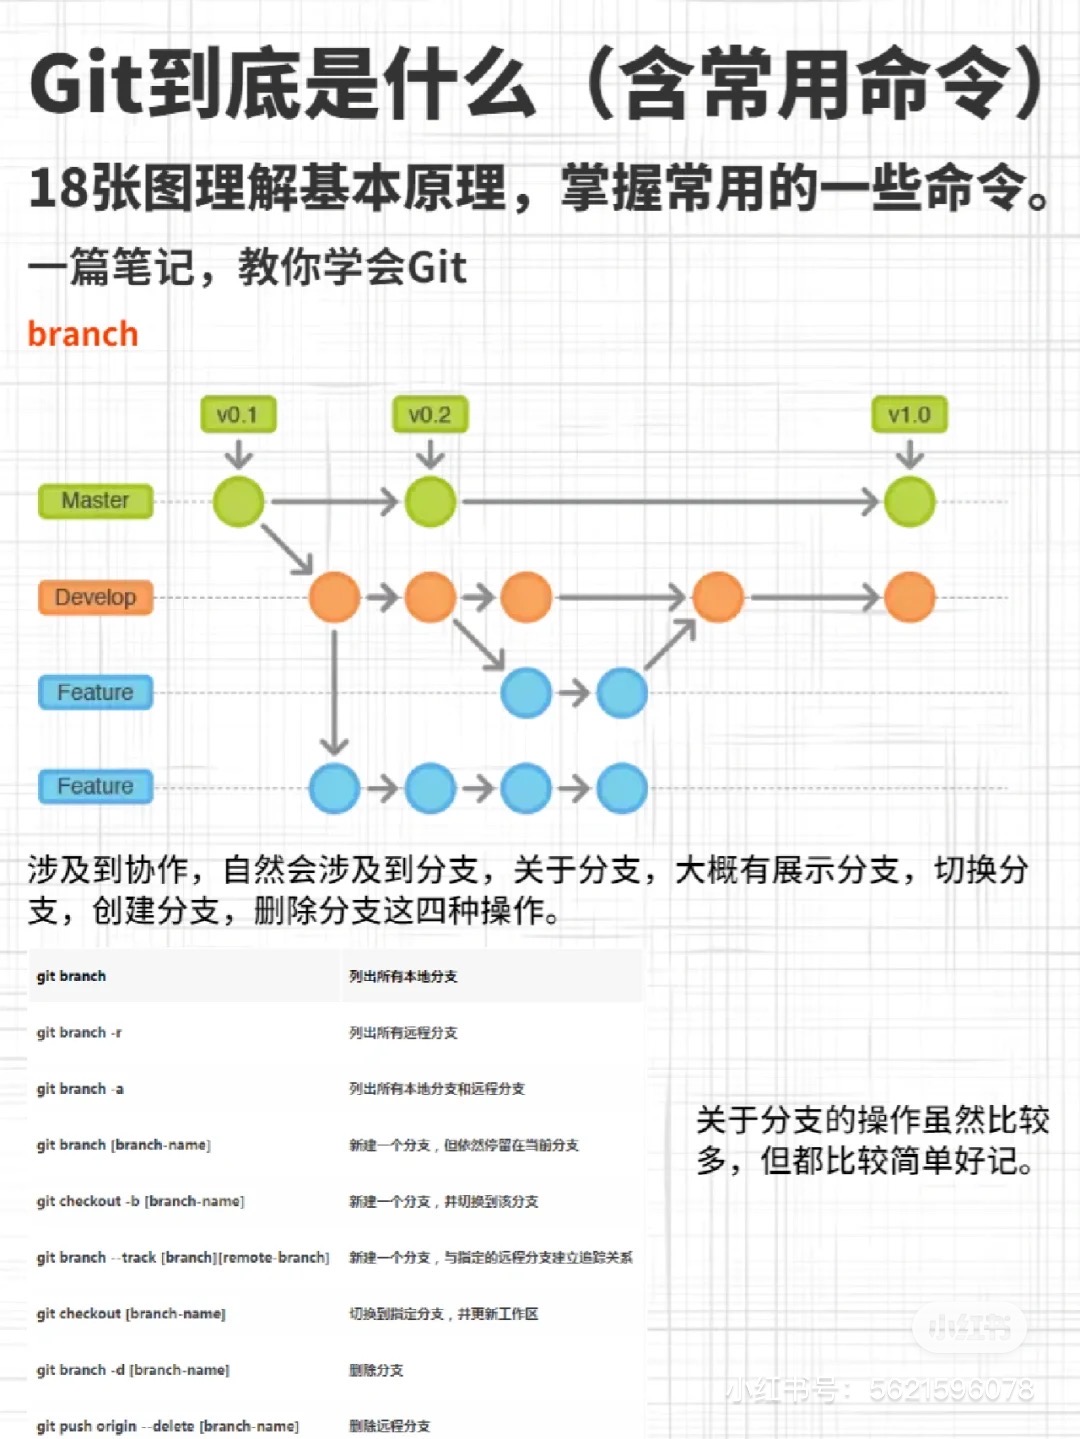 Git到底是什么（含常用命令）
18张图理解基本原理，掌握常用的一些命令。
一篇笔记，教你学会Git
branch
v0.1 v0.2 v1.0
Master
Develop
Feature
Feature
涉及到协作，自然会涉及到分支，关于分支，大概有展示分支，切换分
支，创建分支，删除分支这四种操作。
git branch 列出所有本地分支
git branch -r 列出所有远程分支
git branch -a 列出所有本地分支和远程分支
git branch [branch-name] 新建一个分支，但依然停留在当前分支
git checkout -b [branch-name] 新建一个分支，并切换到该分支
git branch --track [branch][remote-branch] 新建一个分支，与指定的远程分支建立追踪关系
git checkout [branch-name] 切换到指定分支，并更新工作区
git branch -d [branch-name] 删除分支
git push origin --delete [branch-name] 删除远程分支
关于分支的操作虽然比较
多，但都比较简单好记。
小红书
小红书号：5621596078